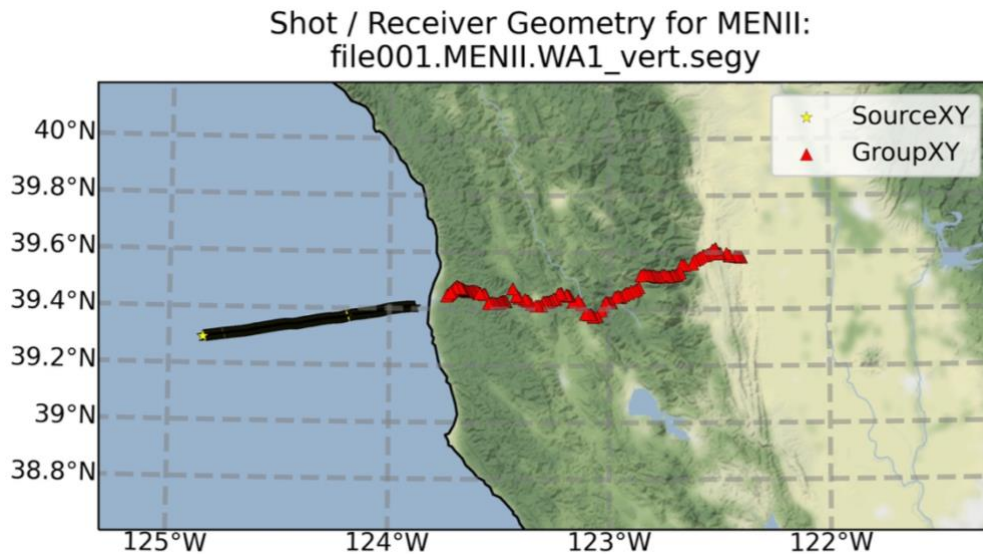 Shot / Receiver Geometry for MENII:
file001.MENII.WA1_vert.segy
SourceXY
GroupXY
40°N
39.8°N
39.6°N
39.4°N
39.2°N
39°N
38.8°N
125°W
124°W
123°W
122°W